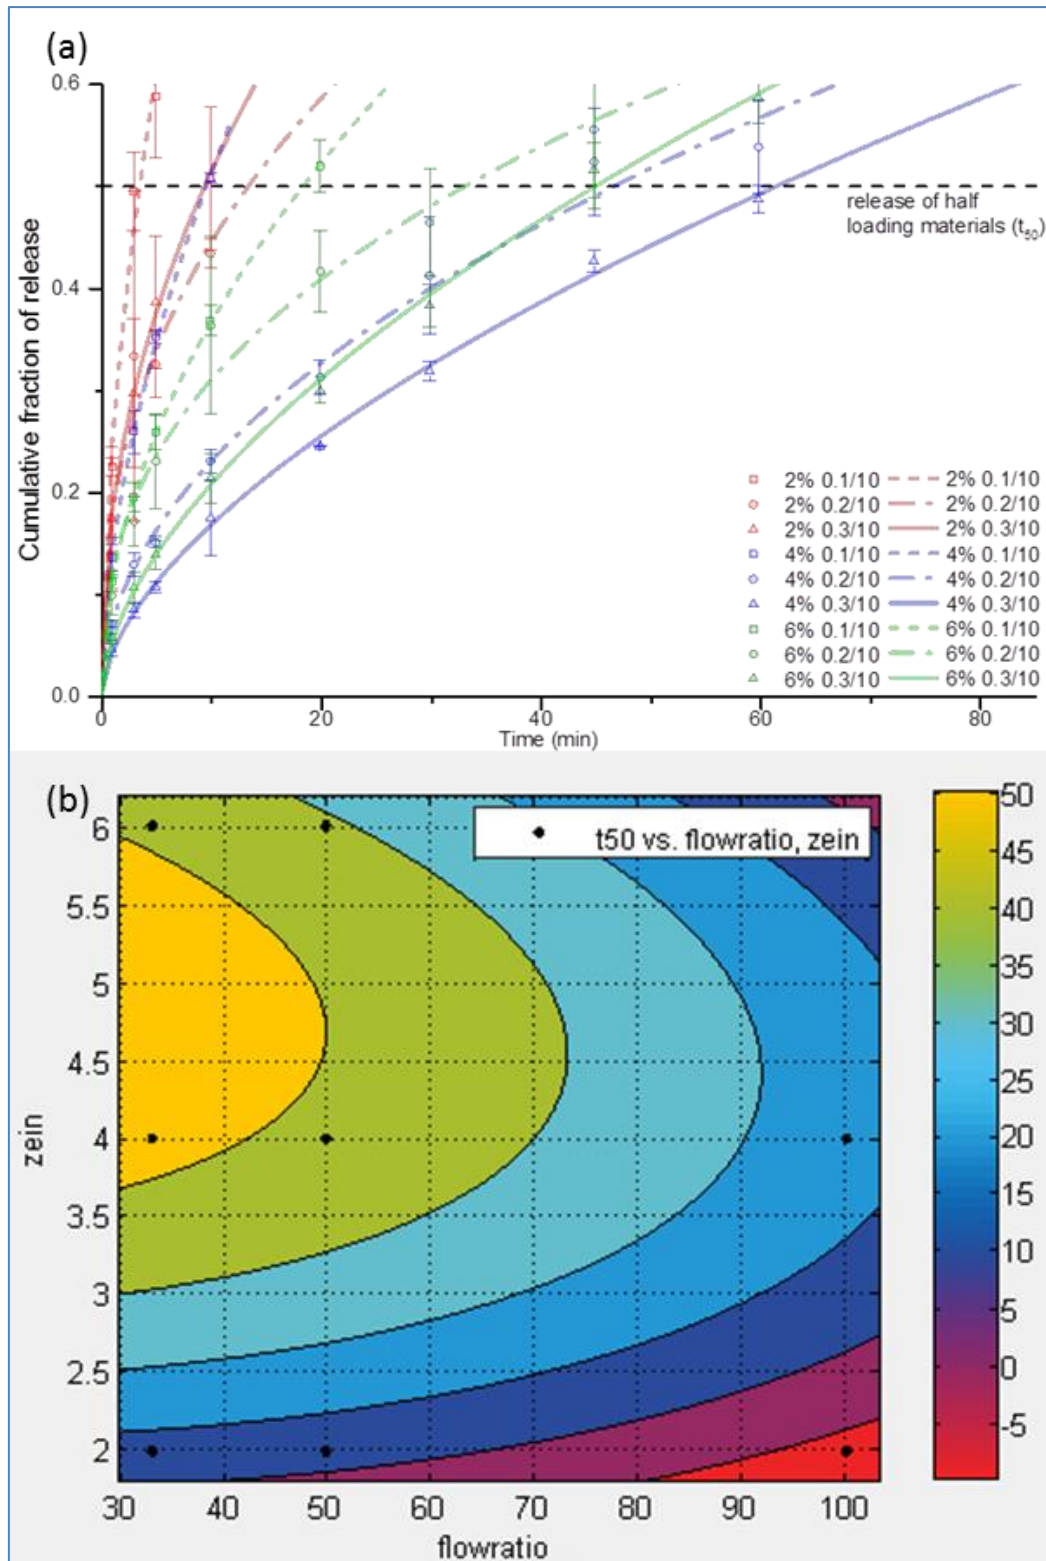 (a)
0.6
0.4
0.2
0.0
Cumulative fraction of release
release of half
loading materials (t50)
2% 0.1/10 2% 0.1/10
2% 0.2/10 2% 0.2/10
2% 0.3/10 2% 0.3/10
4% 0.1/10 4% 0.1/10
4% 0.2/10 4% 0.2/10
4% 0.3/10 4% 0.3/10
6% 0.1/10 6% 0.1/10
6% 0.2/10 6% 0.2/10
6% 0.3/10 6% 0.3/10
0 20 40 60 80
Time (min)
(b)
t50 vs. flowratio, zein
6
5.5
5
4.5
4
3.5
3
2.5
2
zein
30 40 50 60 70 80 90 100
flowratio
50
45
40
35
30
25
20
15
10
5
0
-5